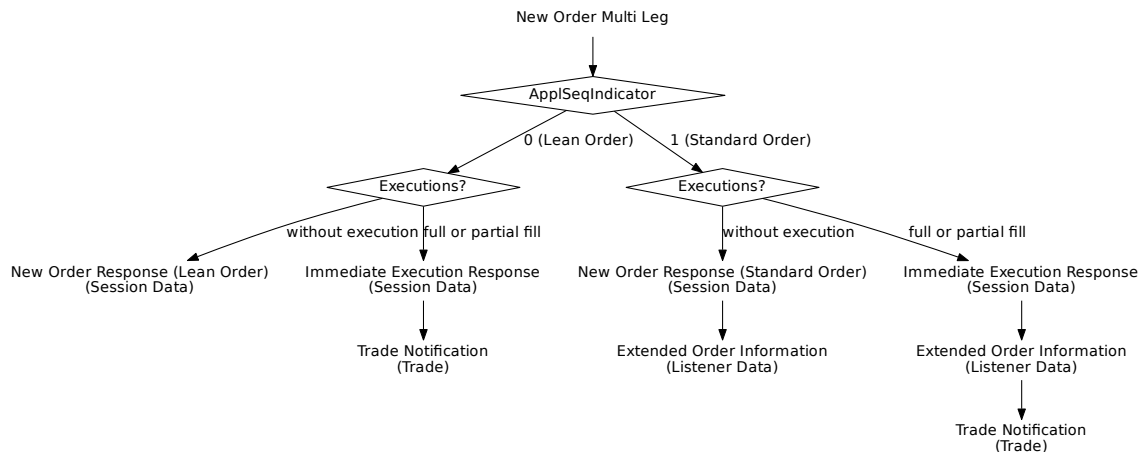 New Order Multi Leg
ApplSeqIndicator
0 (Lean Order)
1 (Standard Order)
Executions?
Executions?
without execution
full or partial fill
without execution
full or partial fill
New Order Response (Lean Order)
(Session Data)
Immediate Execution Response
(Session Data)
New Order Response (Standard Order)
(Session Data)
Immediate Execution Response
(Session Data)
Trade Notification
(Trade)
Extended Order Information
(Listener Data)
Extended Order Information
(Listener Data)
Trade Notification
(Trade)